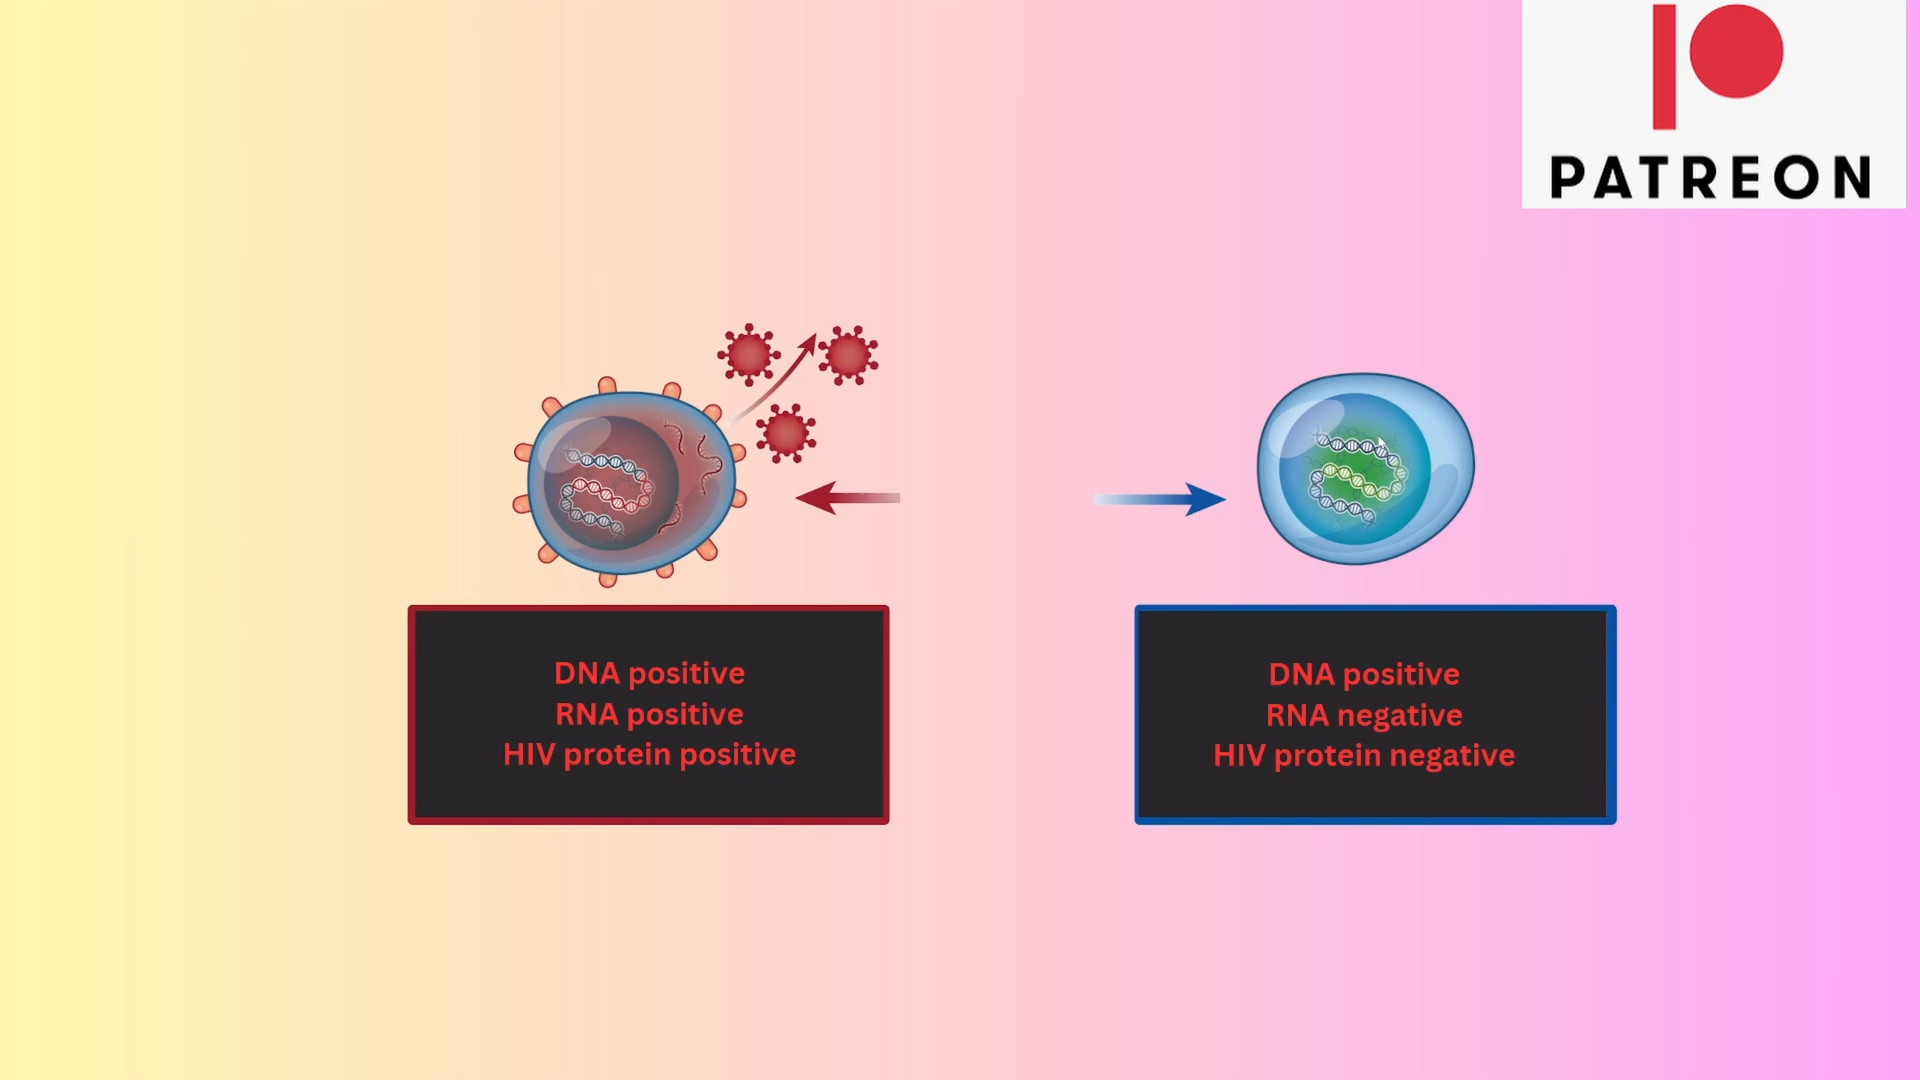 PATREON
DNA positive
RNA positive
HIV protein positive
DNA positive
RNA negative
HIV protein negative